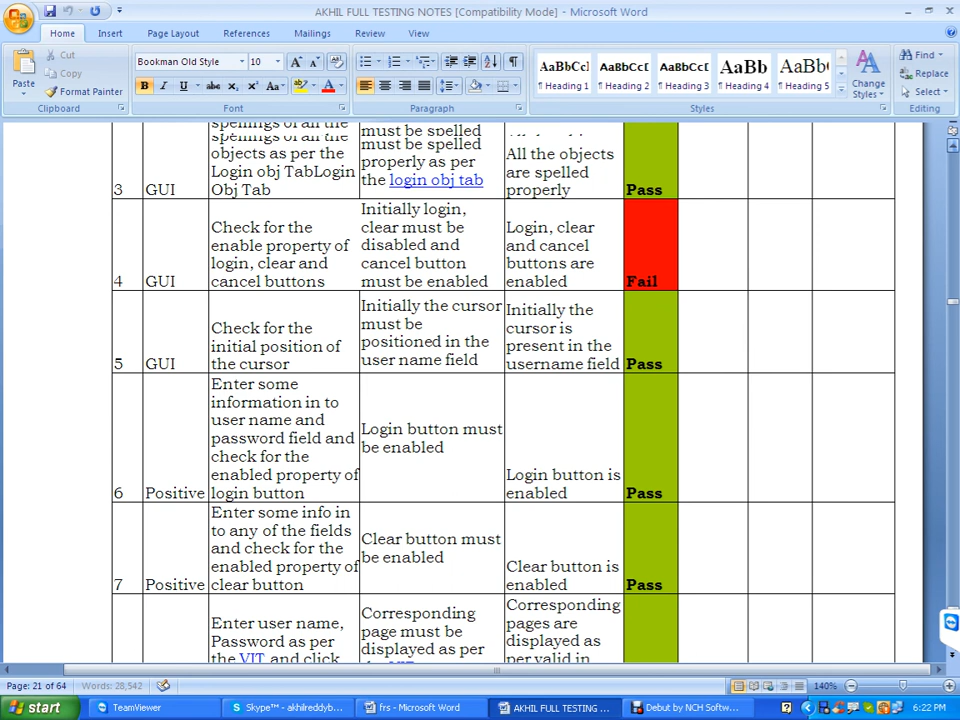 AKHIL FULL TESTING NOTES [Compatibility Mode] - Microsoft Word
Home Insert Page Layout References Mailings Review View
Paste
Cut
Copy
Format Painter
Clipboard
Bookman Old Style 10
Font
Paragraph
AaBbCcI AaBbCcD AaBbCcD AaBb AaBb(
¶ Heading 1 ¶ Heading 2 ¶ Heading 3 ¶ Heading 4 ¶ Heading 5
Change
Styles
Styles
Find
Replace
Select
Editing
3
GUI
objects as per the
Login obj TabLogin
Obj Tab
must be spelled
must be spelled
properly as per
the login obj tab
All the objects
are spelled
properly
Pass
4
GUI
Check for the
enable property of
login, clear and
cancel buttons
Initially login,
clear must be
disabled and
cancel button
must be enabled
Login, clear
and cancel
buttons are
enabled
Fail
5
GUI
Check for the
initial position of
the cursor
Initially the cursor
must be
positioned in the
user name field
Initially the
cursor is
present in the
username field
Pass
6
Positive
Enter some
information in to
user name and
password field and
check for the
enabled property of
login button
Login button must
be enabled
Login button is
enabled
Pass
7
Positive
Enter some info in
to any of the fields
and check for the
enabled property of
clear button
Clear button must
be enabled
Clear button is
enabled
Pass
Enter user name,
Password as per
the VIT and click
Corresponding
page must be
displayed as per
Corresponding
pages are
displayed as
per valid in
Page: 21 of 64 Words: 28,542 140%
start TeamViewer Skype™ - akhilreddyb... frs - Microsoft Word AKHIL FULL TESTING ... Debut by NCH Softw... 6:22 PM